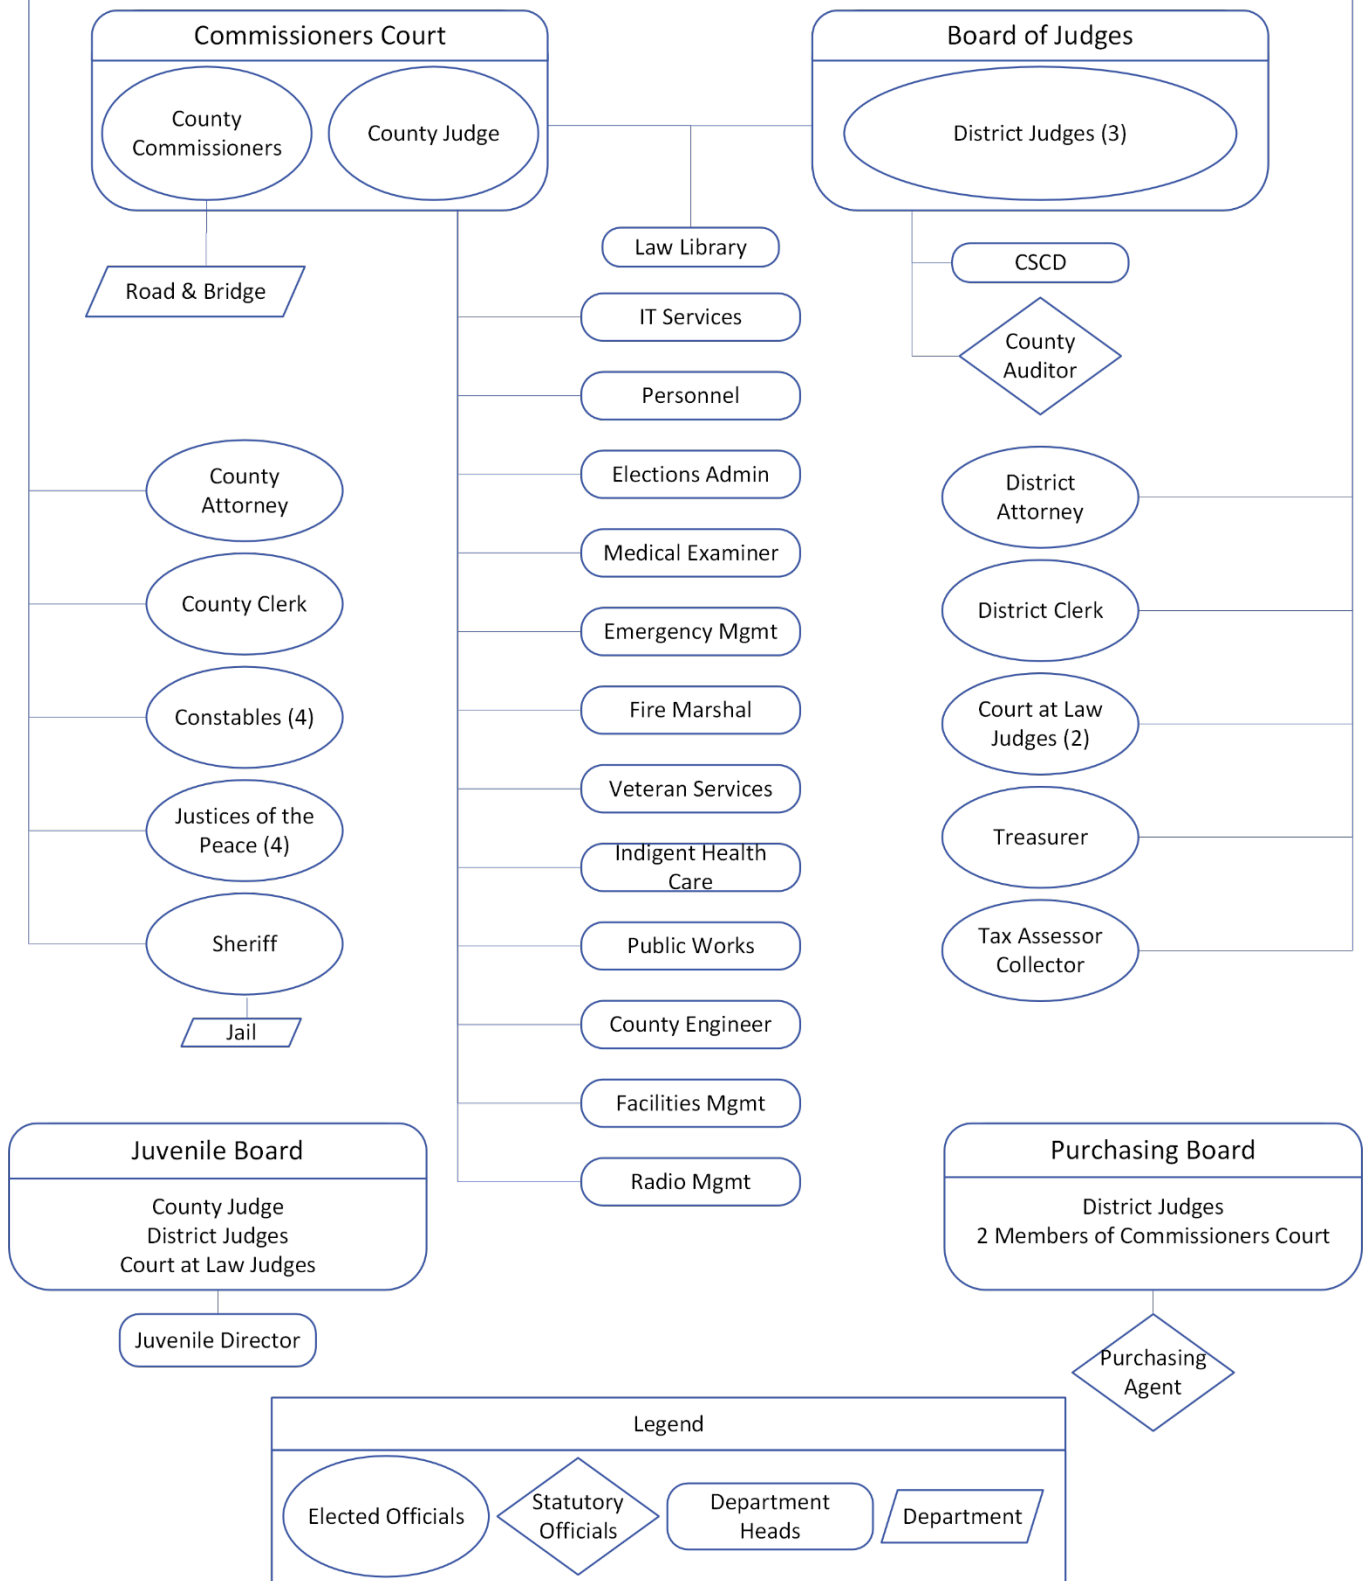 Commissioners Court
County
Commissioners
County Judge
Board of Judges
District Judges (3)
Law Library
Road & Bridge
CSCD
County
Auditor
IT Services
Personnel
Elections Admin
Medical Examiner
Emergency Mgmt
Fire Marshal
Veteran Services
Indigent Health
Care
Public Works
County Engineer
Facilities Mgmt
Radio Mgmt
County
Attorney
County Clerk
Constables (4)
Justices of the
Peace (4)
Sheriff
Jail
District
Attorney
District Clerk
Court at Law
Judges (2)
Treasurer
Tax Assessor
Collector
Juvenile Board
County Judge
District Judges
Court at Law Judges
Juvenile Director
Purchasing Board
District Judges
2 Members of Commissioners Court
Purchasing
Agent
Legend
Elected Officials
Statutory
Officials
Department
Heads
Department